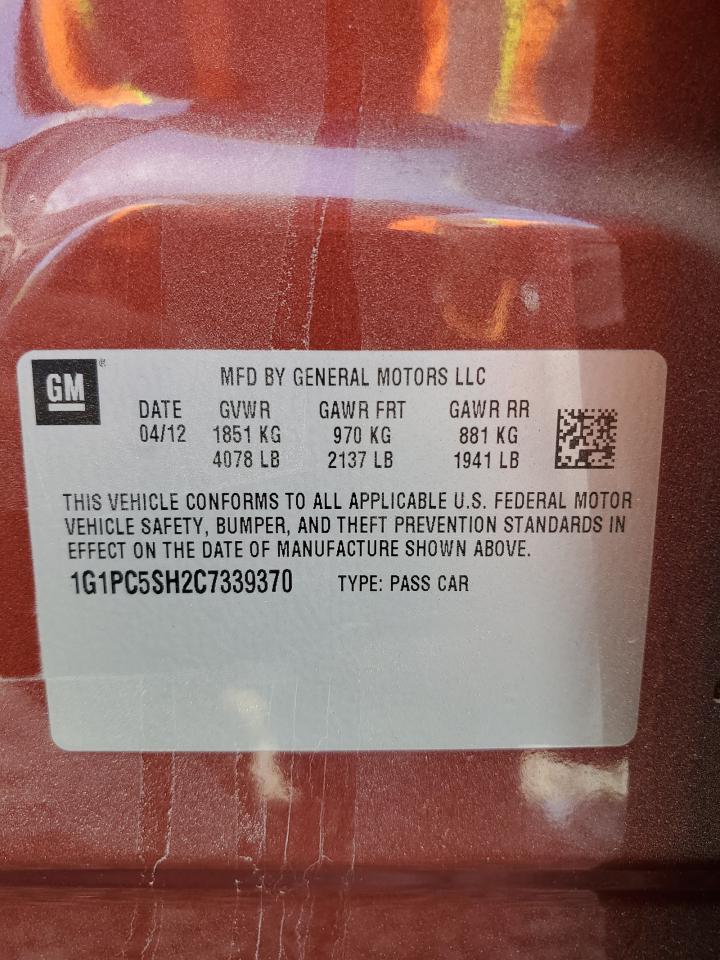 GM®
MFD BY GENERAL MOTORS LLC
DATE GVWR GAWR FRT GAWR RR
04/12 1851 KG 970 KG 881 KG
4078 LB 2137 LB 1941 LB
THIS VEHICLE CONFORMS TO ALL APPLICABLE U.S. FEDERAL MOTOR
VEHICLE SAFETY, BUMPER, AND THEFT PREVENTION STANDARDS IN
EFFECT ON THE DATE OF MANUFACTURE SHOWN ABOVE.
1G1PC5SH2C7339370 TYPE: PASS CAR